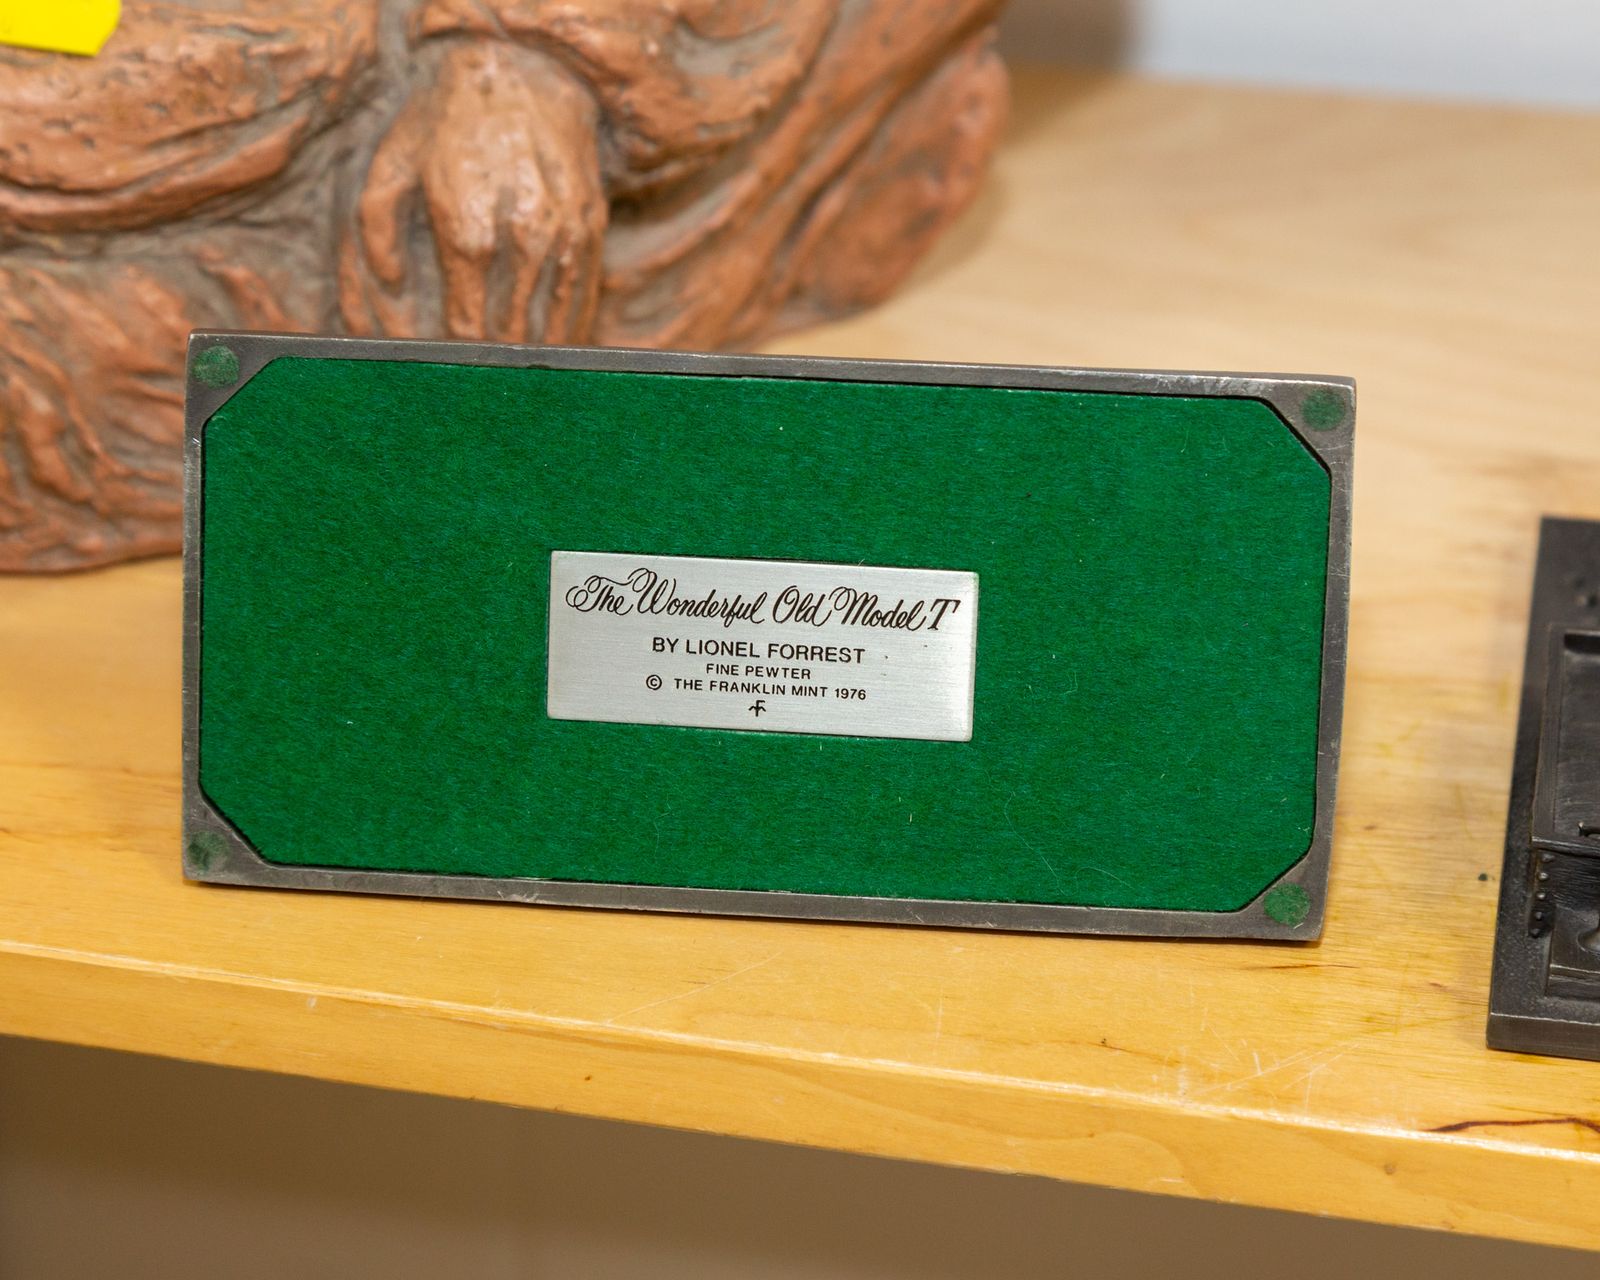 The Wonderful Old Model T
BY LIONEL FORREST
FINE PEWTER
© THE FRANKLIN MINT 1976